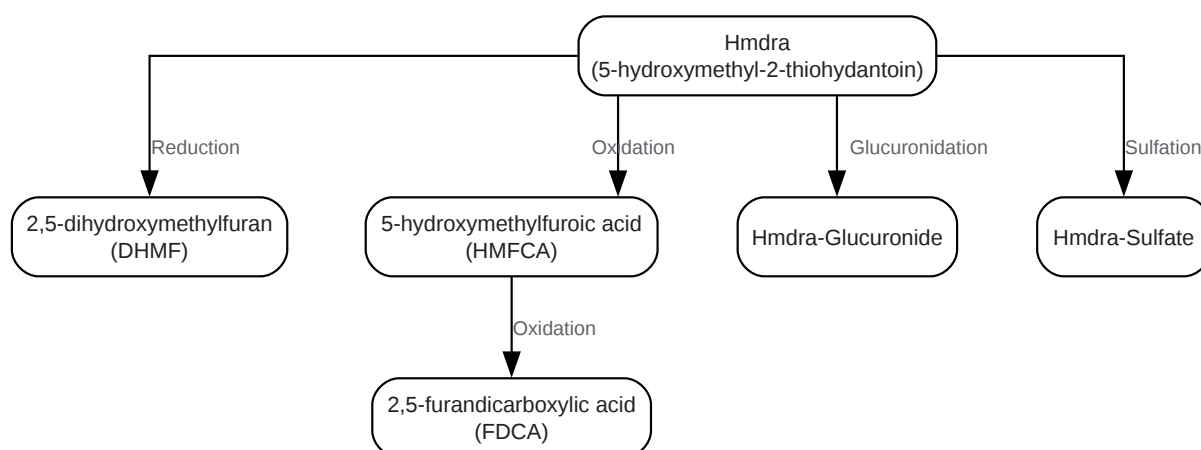 Hmdra
(5-hydroxymethyl-2-thiohydantoin)
Reduction
Oxidation
Glucuronidation
Sulfation
2,5-dihydroxymethylfuran
(DHMF)
5-hydroxymethylfuroic acid
(HMFCA)
Hmdra-Glucuronide
Hmdra-Sulfate
Oxidation
2,5-furandicarboxylic acid
(FDCA)